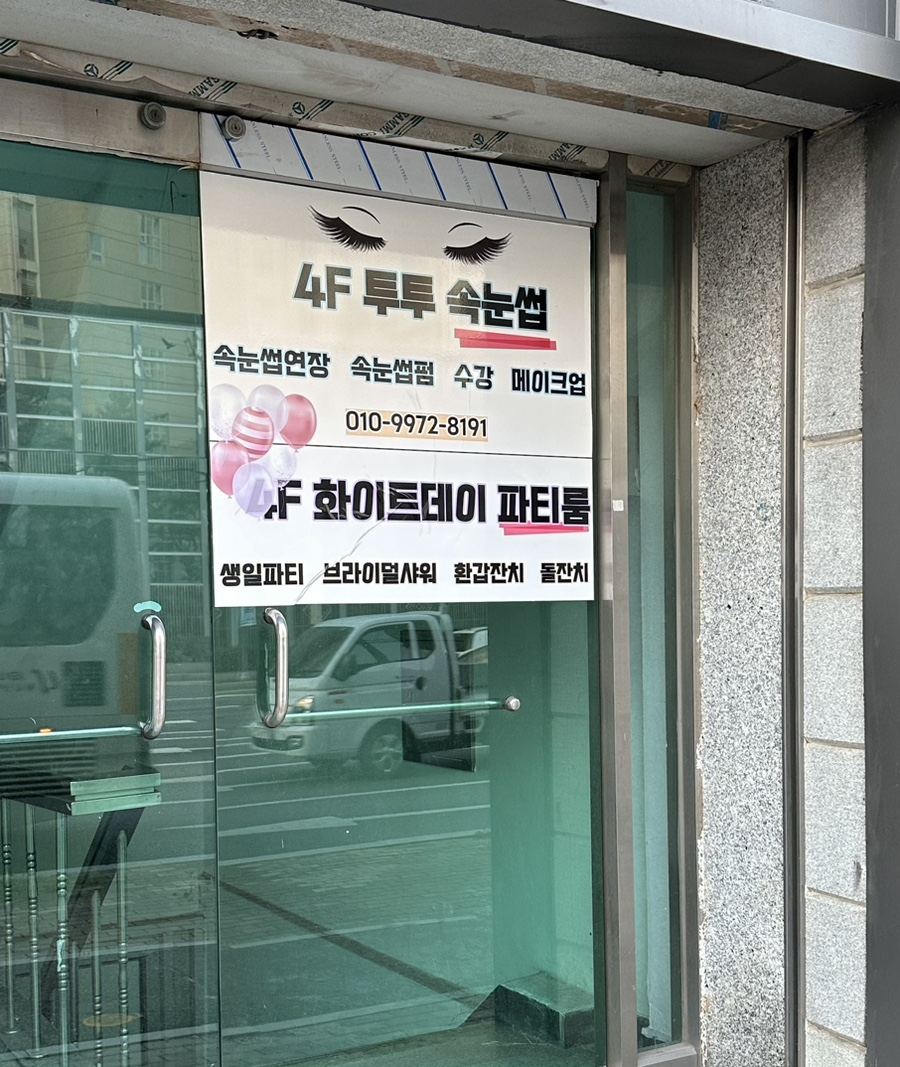 4F 투투 속눈썹
속눈썹연장 속눈썹펌 수강 메이크업
010-9972-8191
4F 화이트데이 파티룸
생일파티 브라이덜샤워 환갑잔치 돌잔치